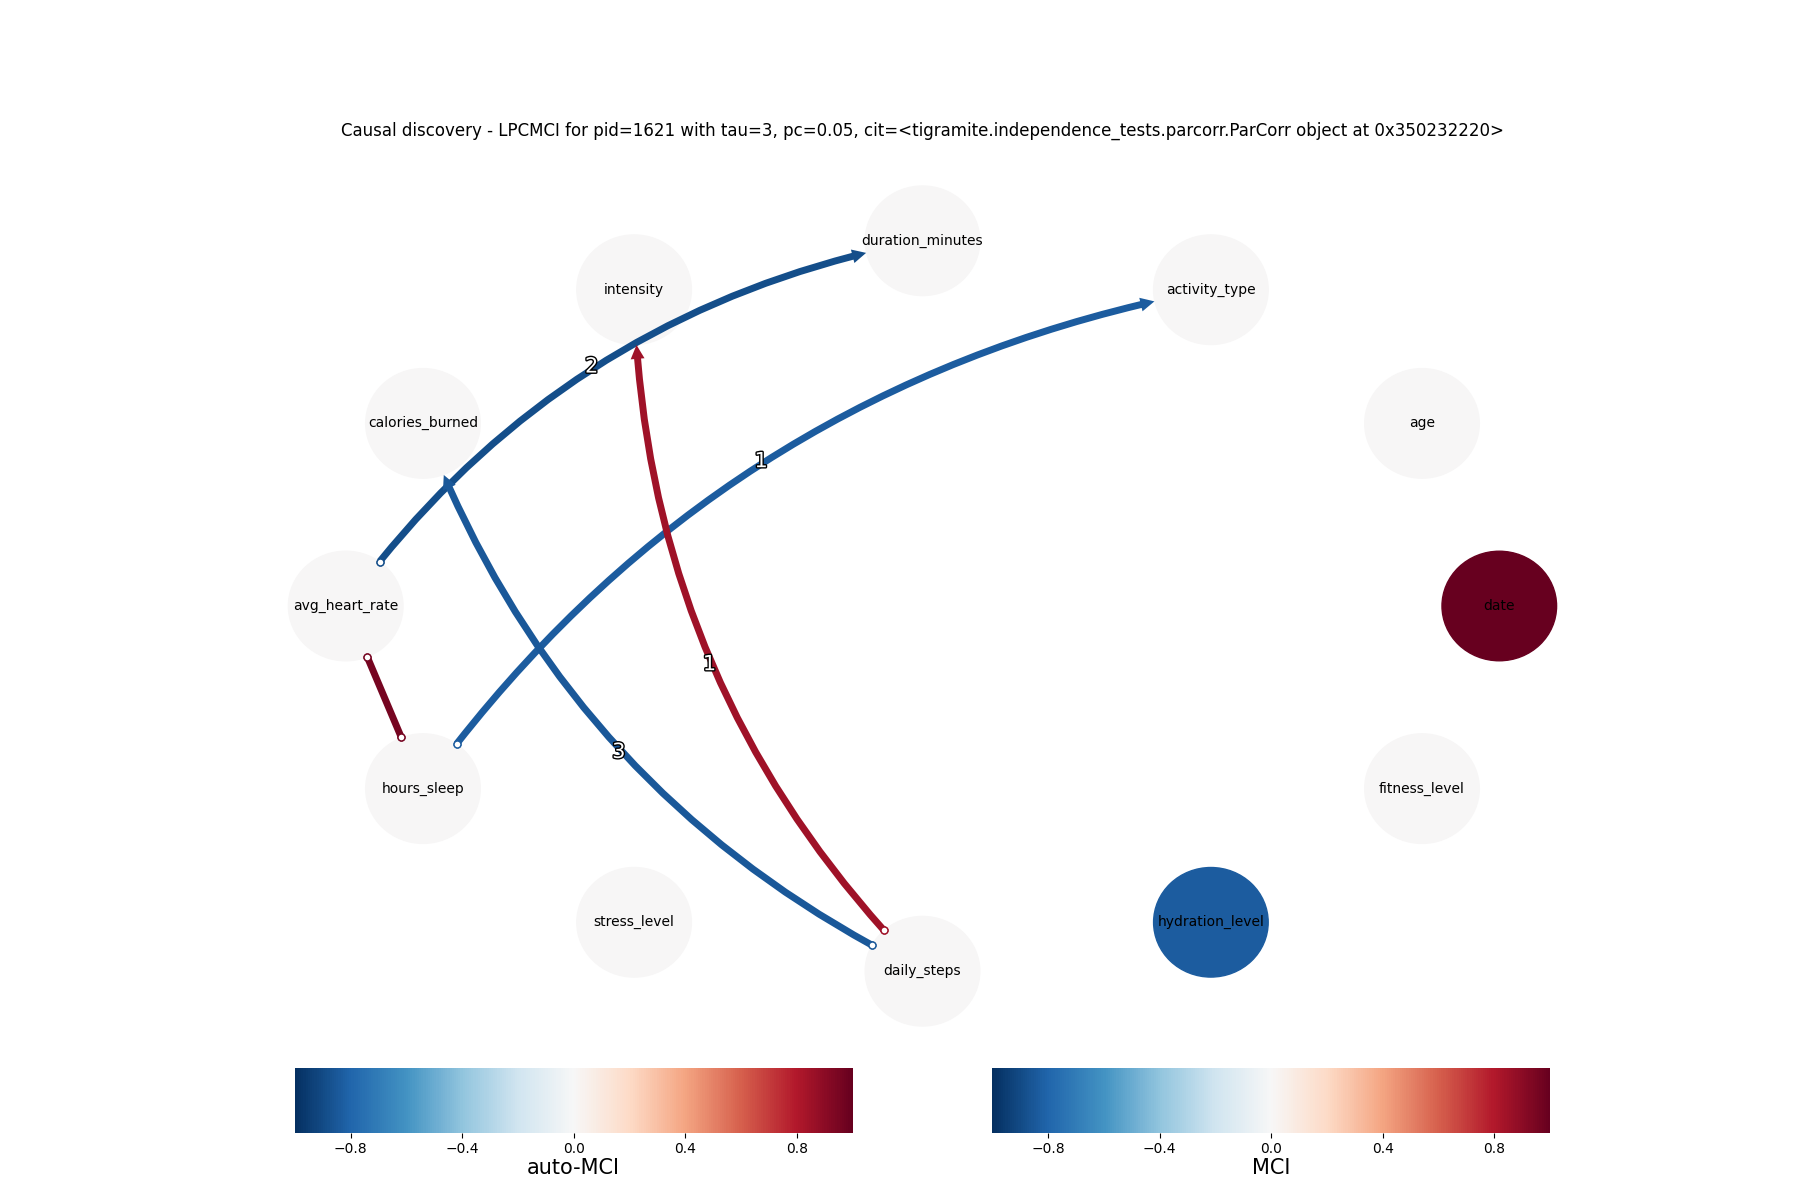 Causal discovery - LPCMCI for pid=1621 with tau=3, pc=0.05, cit=<tigramite.independence_tests.parcorr.ParCorr object at 0x350232220>
duration_minutes
intensity
activity_type
2
calories_burned
age
1
avg_heart_rate
date
1
3
hours_sleep
fitness_level
stress_level
hydration_level
daily_steps
−0.8 −0.4 0.0 0.4 0.8
auto-MCI
−0.8 −0.4 0.0 0.4 0.8
MCI